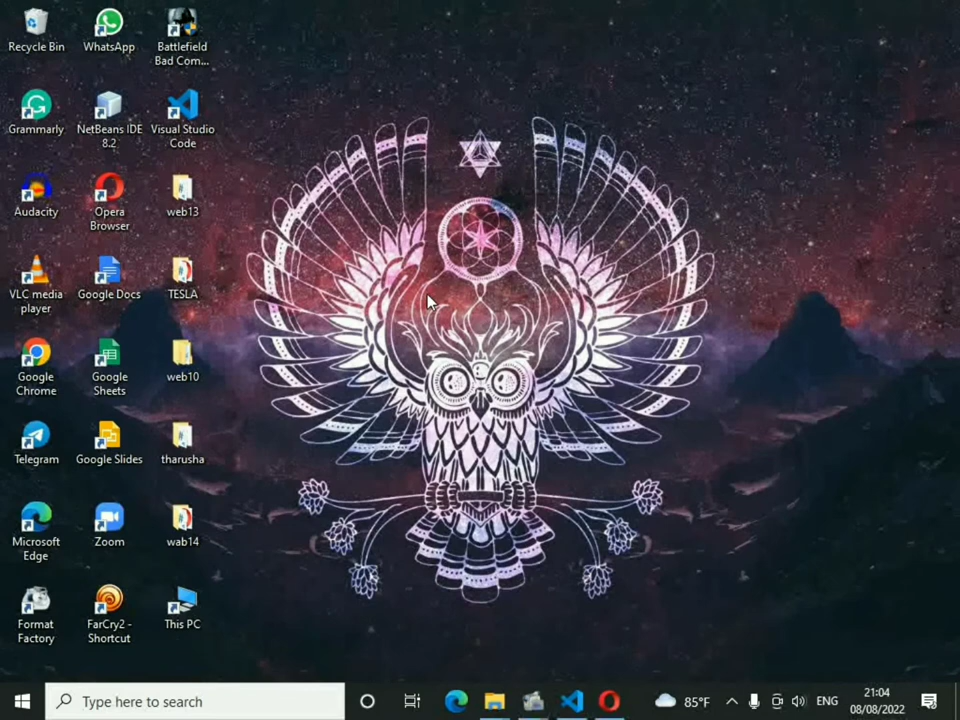 Recycle Bin
WhatsApp
Battlefield
Bad Com...
Grammarly
NetBeans IDE
8.2
Visual Studio
Code
Audacity
Opera
Browser
web13
VLC media
player
Google Docs
TESLA
Google
Chrome
Google
Sheets
web10
Telegram
Google Slides
tharusha
Microsoft
Edge
Zoom
wab14
Format
Factory
FarCry2 -
Shortcut
This PC
Type here to search
85°F
ENG
21:04
08/08/2022